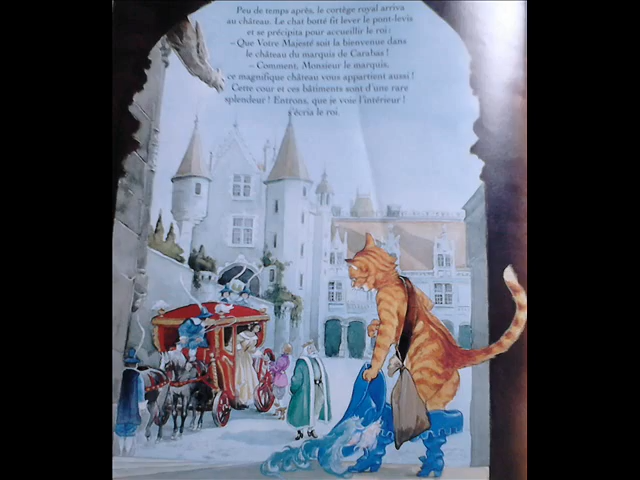 Peu de temps après, le cortège royal arriva
au château. Le chat botté fit lever le pont-levis
et se précipita pour accueillir le roi :
– Que Votre Majesté soit la bienvenue dans
le château du marquis de Carabas !
– Comment, Monsieur le marquis,
ce magnifique château vous appartient aussi !
Cette cour et ces bâtiments sont d'une rare
splendeur ! Entrons, que je voie l'intérieur !
s'écria le roi.